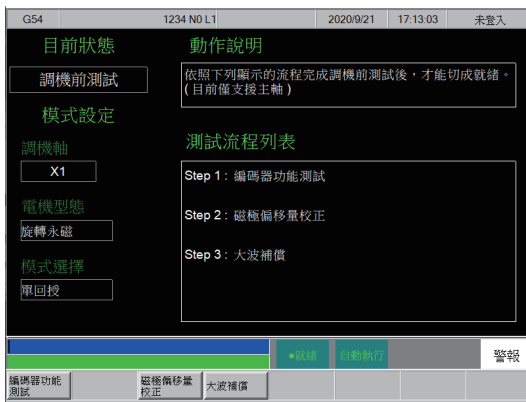 G54 1234 N0 L1 2020/9/21 17:13:03 未登入
目前狀態
調機前測試
模式設定
調機軸
X1
電機型態
旋轉永磁
模式選擇
單回授
動作說明
依照下列顯示的流程完成調機前測試後,才能切成就緒。
(目前僅支援主軸)
測試流程列表
Step 1 : 編碼器功能測試
Step 2 : 磁極偏移量校正
Step 3 : 大波補償
●就緒 自動執行 警報
編碼器功能
測試
磁極偏移量
校正
大波補償